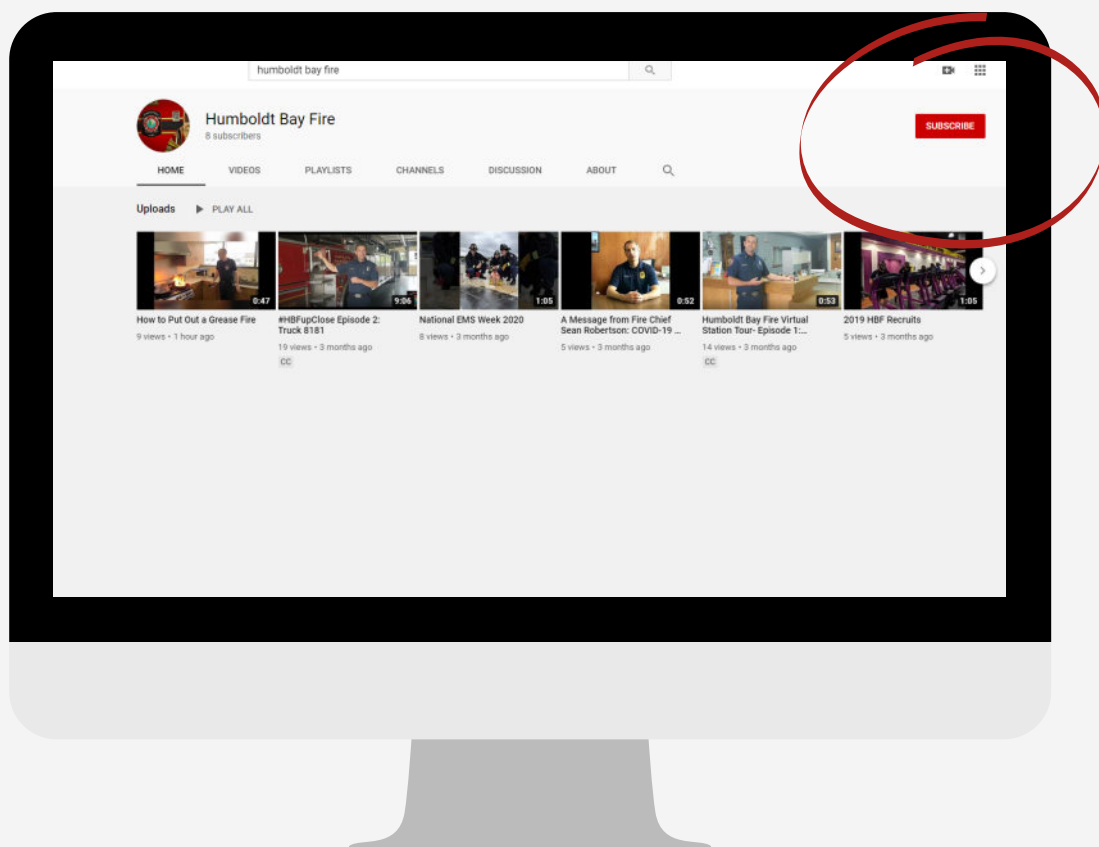 humboldt bay fire
Humboldt Bay Fire
8 subscribers
SUBSCRIBE
HOME VIDEOS PLAYLISTS CHANNELS DISCUSSION ABOUT
Uploads PLAY ALL
0:47 9:06 1:05 0:52 0:53 1:05
How to Put Out a Grease Fire
9 views • 1 hour ago
#HBFupClose Episode 2:
Truck 8181
19 views • 3 months ago
CC
National EMS Week 2020
8 views • 3 months ago
A Message from Fire Chief
Sean Robertson: COVID-19 ...
5 views • 3 months ago
Humboldt Bay Fire Virtual
Station Tour- Episode 1:...
14 views • 3 months ago
CC
2019 HBF Recruits
5 views • 3 months ago